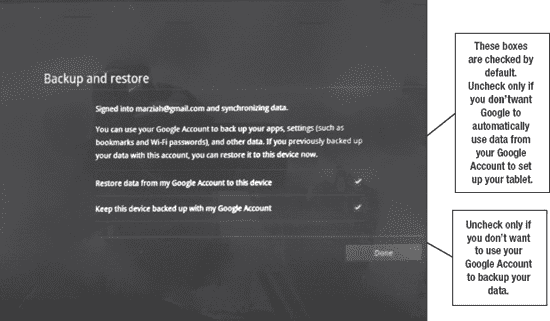 Backup and restore
Signed into marziah@gmail.com and synchronizing data.
You can use your Google Account to back up your apps, settings (such as
bookmarks and Wi-Fi passwords), and other data. If you previously backed up
your data with this account, you can restore it to this device now.
Restore data from my Google Account to this device
Keep this device backed up with my Google Account
Done
These boxes
are checked by
default.
Uncheck only if
you don'twant
Google to
automatically
use data from
your Google
Account to set
up your tablet.
Uncheck only if
you don't want
to use your
Google Account
to backup your
data.